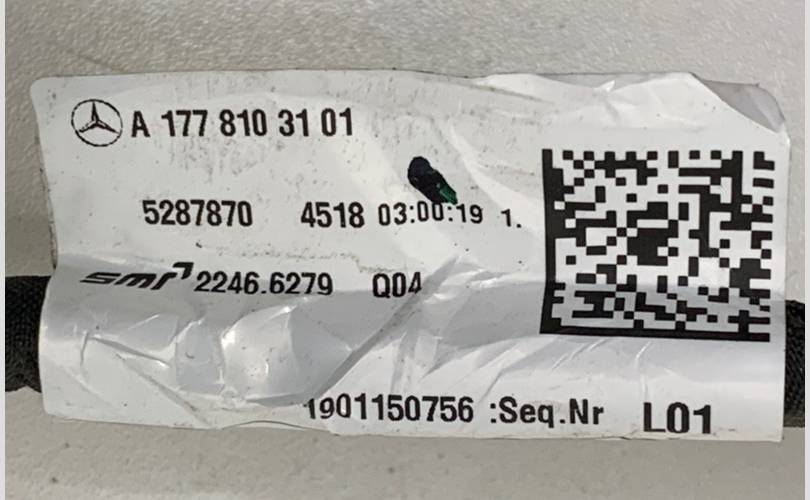 A 177 810 31 01
5287870 4518 03:00:19 1.
smr 2246.6279 Q04
1901150756 :Seq.Nr L01